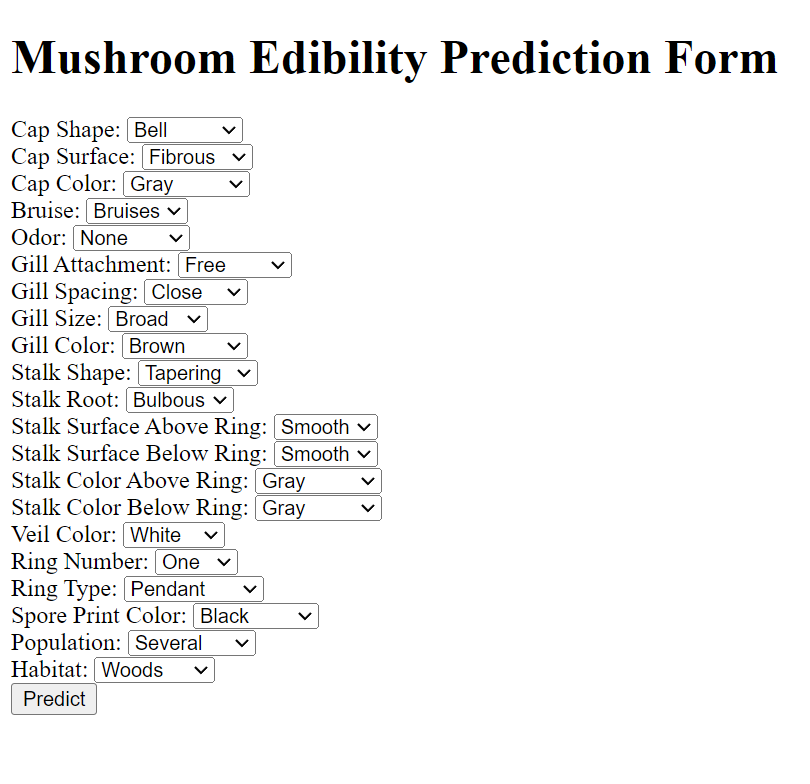 Mushroom Edibility Prediction Form
Cap Shape: Bell
Cap Surface: Fibrous
Cap Color: Gray
Bruise: Bruises
Odor: None
Gill Attachment: Free
Gill Spacing: Close
Gill Size: Broad
Gill Color: Brown
Stalk Shape: Tapering
Stalk Root: Bulbous
Stalk Surface Above Ring: Smooth
Stalk Surface Below Ring: Smooth
Stalk Color Above Ring: Gray
Stalk Color Below Ring: Gray
Veil Color: White
Ring Number: One
Ring Type: Pendant
Spore Print Color: Black
Population: Several
Habitat: Woods
Predict